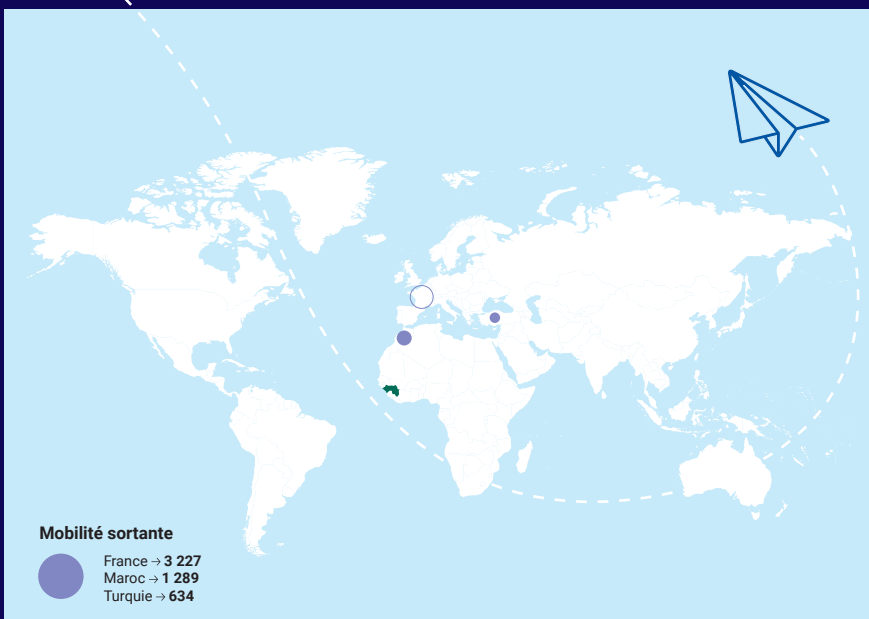 Mobilité sortante
France → 3 227
Maroc → 1 289
Turquie → 634